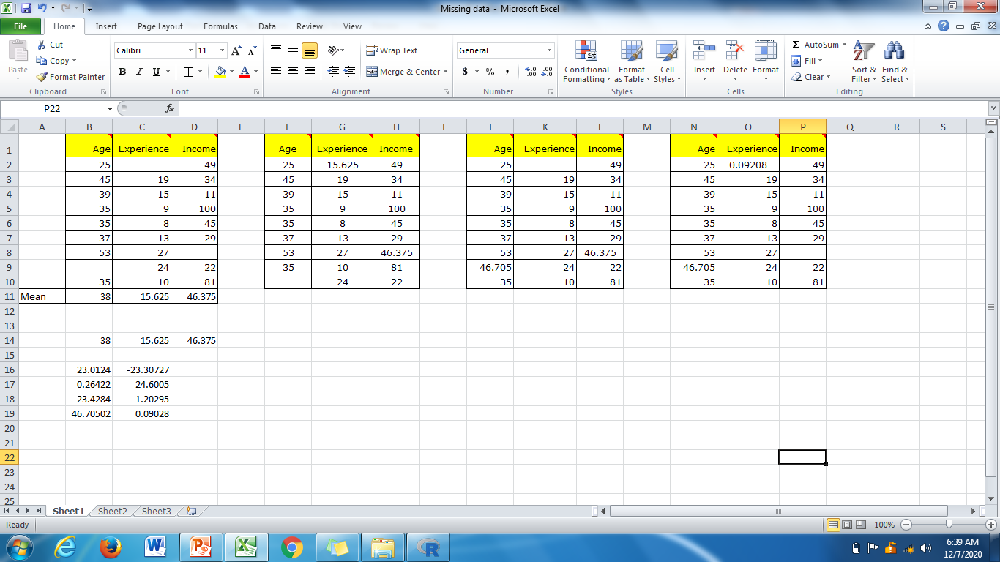 Missing data - Microsoft Excel
File Home Insert Page Layout Formulas Data Review View
Paste
Cut
Copy
Format Painter
Clipboard
Calibri 11
B I U
Font
Wrap Text
Merge & Center
Alignment
General
$ % ,
Number
Conditional Formatting
Format as Table
Cell Styles
Styles
Insert Delete Format
Cells
AutoSum
Fill
Clear
Sort & Filter
Find & Select
Editing
P22 fx
A B C D E F G H I J K L M N O P Q R S
1 Age Experience Income Age Experience Income Age Experience Income Age Experience Income
2 25 49 25 15.625 49 25 49 25 0.09208 49
3 45 19 34 45 19 34 45 19 34 45 19 34
4 39 15 11 39 15 11 39 15 11 39 15 11
5 35 9 100 35 9 100 35 9 100 35 9 100
6 35 8 45 35 8 45 35 8 45 35 8 45
7 37 13 29 37 13 29 37 13 29 37 13 29
8 53 27 53 27 46.375 53 27 46.375 53 27
9 24 22 35 10 81 46.705 24 22 46.705 24 22
10 35 10 81 24 22 35 10 81 35 10 81
11 Mean 38 15.625 46.375
12
13
14 38 15.625 46.375
15
16 23.0124 -23.30727
17 0.26422 24.6005
18 23.4284 -1.20295
19 46.70502 0.09028
20
21
22
23
24
25
Sheet1 Sheet2 Sheet3
Ready 100%
6:39 AM
12/7/2020